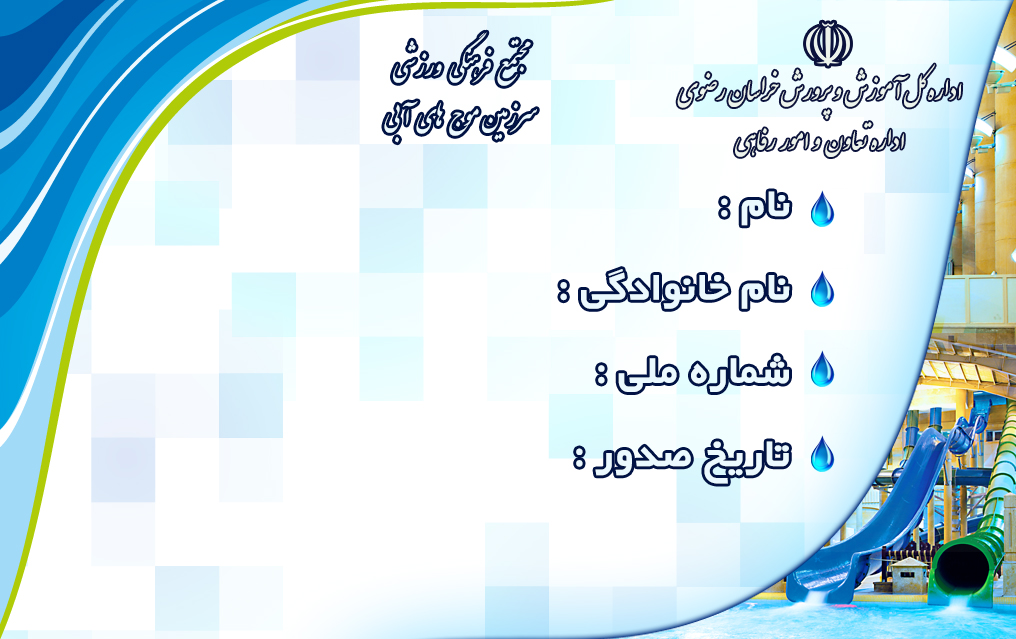 اداره کل آموزش و پرورش خراسان رضوی
اداره تعاون و امور رفاهی
مجتمع فرهنگی ورزشی
سرزمین موج های آبی
نام :
نام خانوادگی :
شماره ملی :
تاریخ صدور :